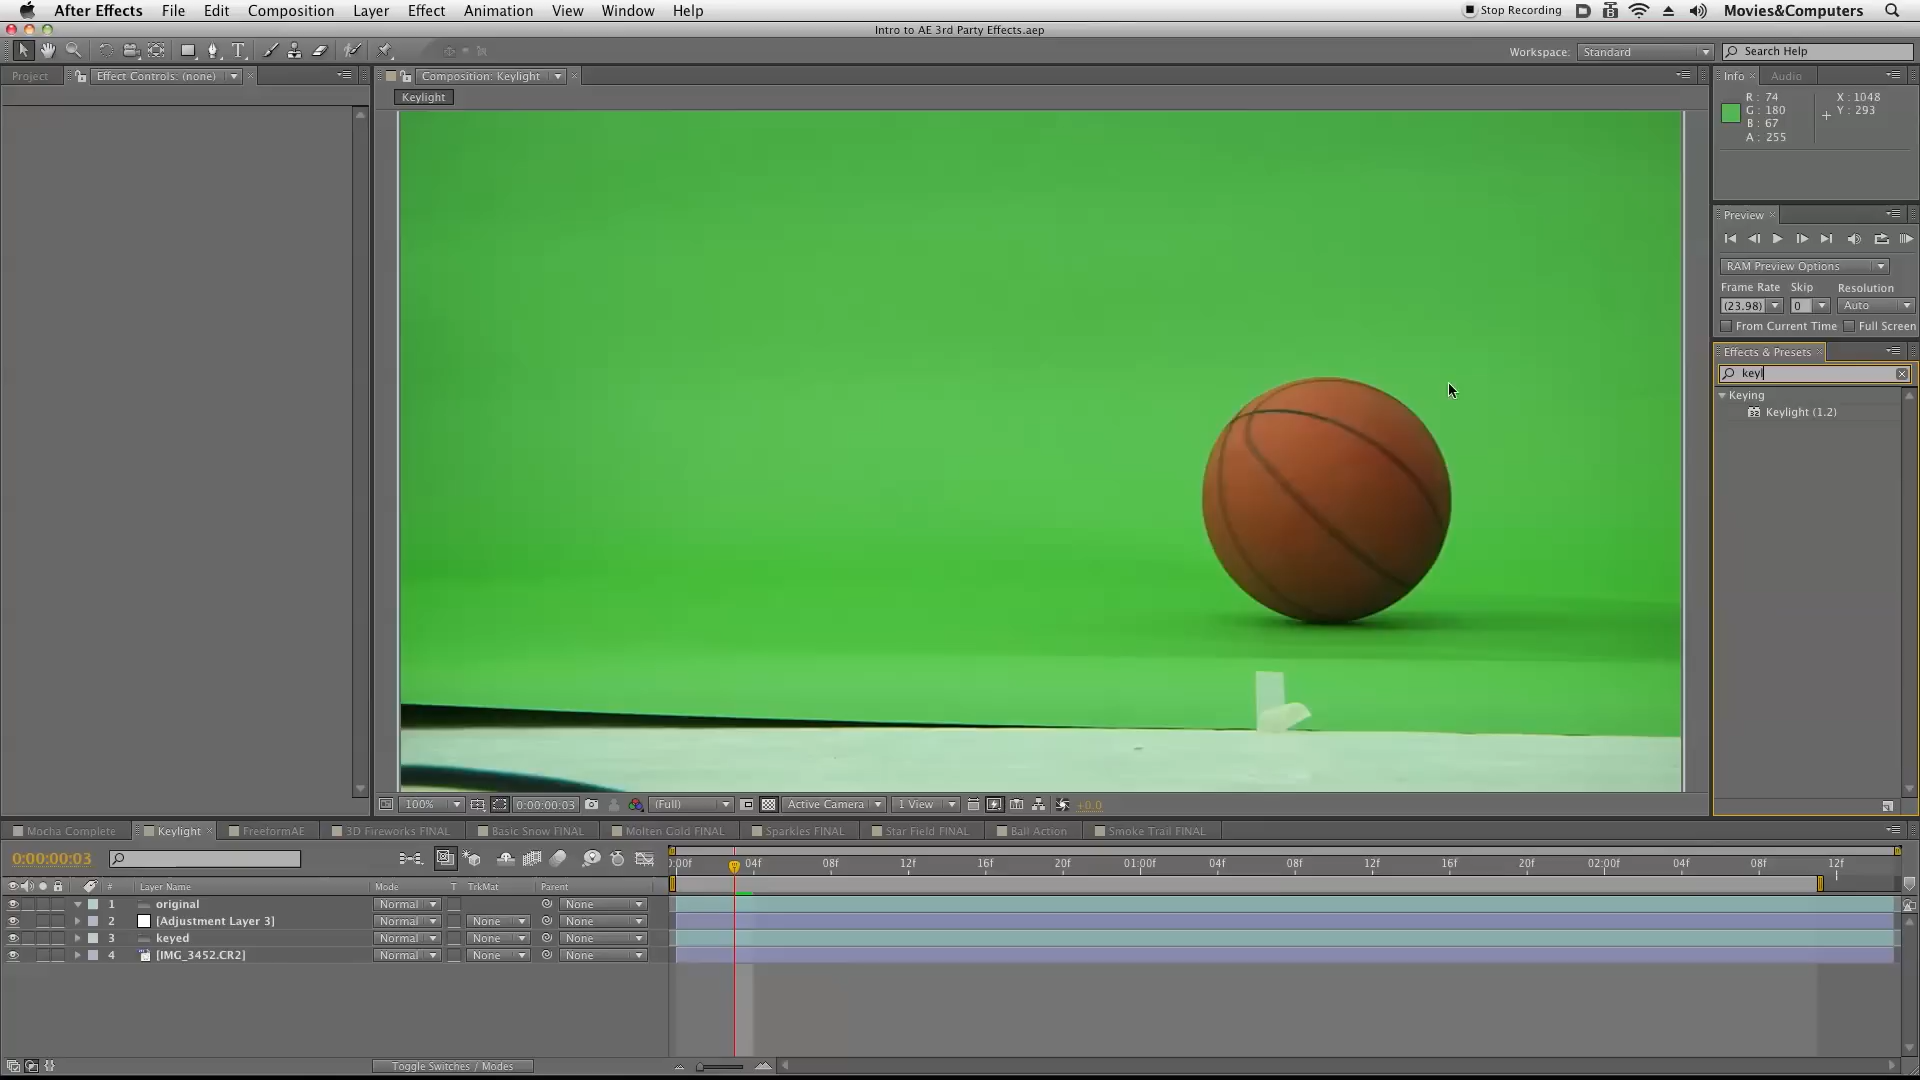 After Effects File Edit Composition Layer Effect Animation View Window Help Stop Recording Movies&Computers
Intro to AE 3rd Party Effects.aep
Workspace: Standard Search Help
Project Effect Controls: (none) Composition: Keylight Info Audio
Keylight
R : 74 X : 1048
G : 180 Y : 293
B : 67
A : 255
Preview
RAM Preview Options
Frame Rate Skip Resolution
(23.98) 0 Auto
From Current Time Full Screen
Effects & Presets
keyl
Keying
Keylight (1.2)
100% 0:00:00:03 (Full) Active Camera 1 View +0.0
Mocha Complete Keylight FreeformAE 3D Fireworks FINAL Basic Snow FINAL Molten Gold FINAL Sparkles FINAL Star Field FINAL Ball Action Smoke Trail FINAL
0:00:00:03 ):00f 04f 08f 12f 16f 20f 01:00f 04f 08f 12f 16f 20f 02:00f 04f 08f 12f
# Layer Name Mode T TrkMat Parent
1 original Normal None
2 [Adjustment Layer 3] Normal None None
3 keyed Normal None None
4 [IMG_3452.CR2] Normal None None
Toggle Switches / Modes